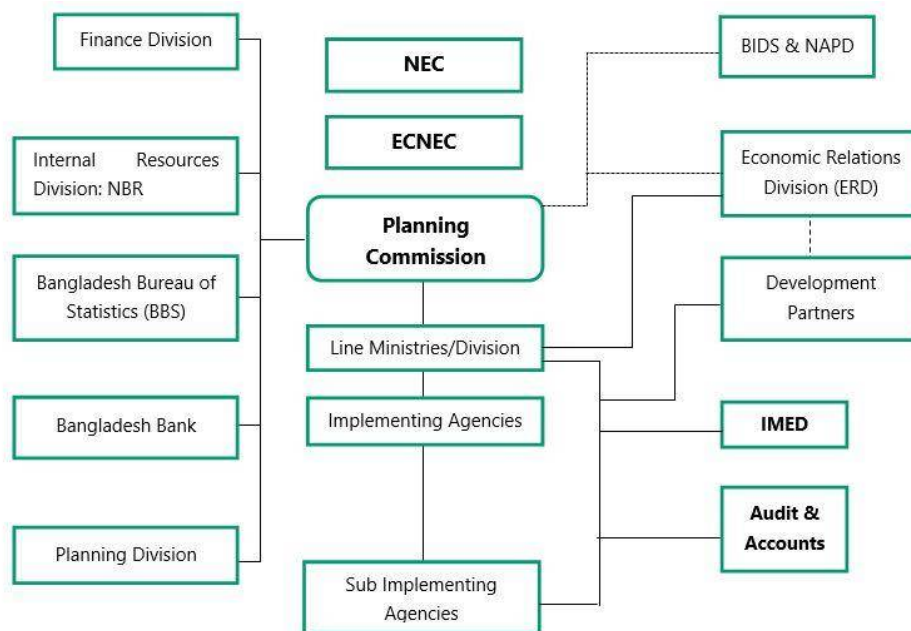 Finance Division
Internal Resources
Division: NBR
Bangladesh Bureau of
Statistics (BBS)
Bangladesh Bank
Planning Division
NEC
ECNEC
Planning
Commission
Line Ministries/Division
Implementing Agencies
Sub Implementing
Agencies
BIDS & NAPD
Economic Relations
Division (ERD)
Development
Partners
IMED
Audit &
Accounts